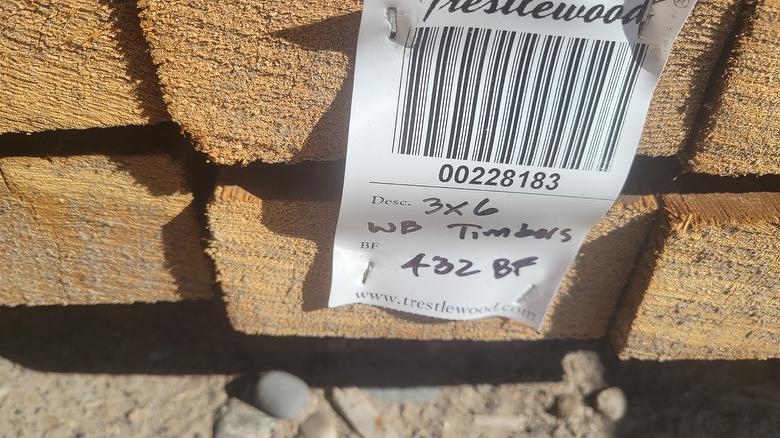 Trestlewood®
00228183
Desc. 3x6
WB Timbers
BF
432 BF
www.trestlewood.com